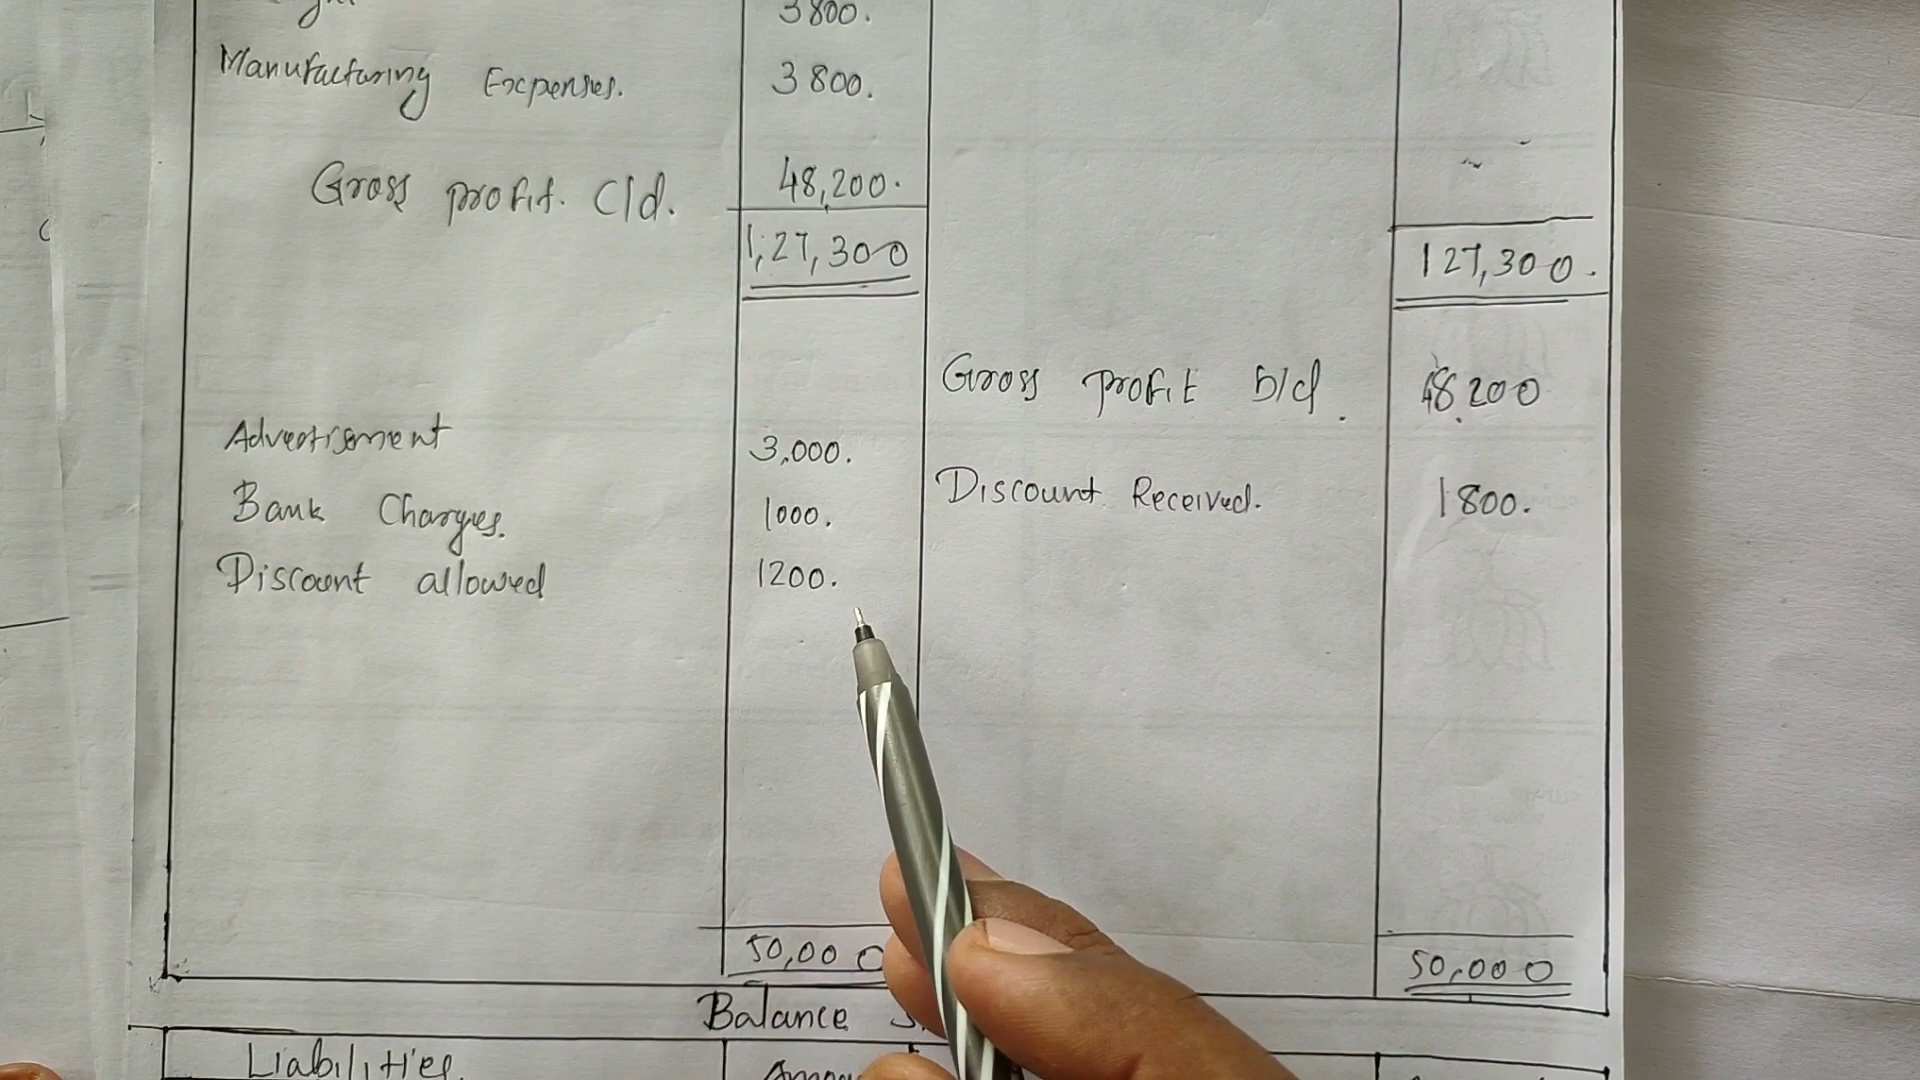 3800.
Manufacturing Expenses. 3800.
Gross profit. C/d. 48,200.
1,27,300 127,300.
Gross profit b/d. 48,200
Advertisement 3,000.
Discount Received. 1800.
Bank Charges. 1000.
Discount allowed 1200.
50,000 50,000
Balance
Liabilities.